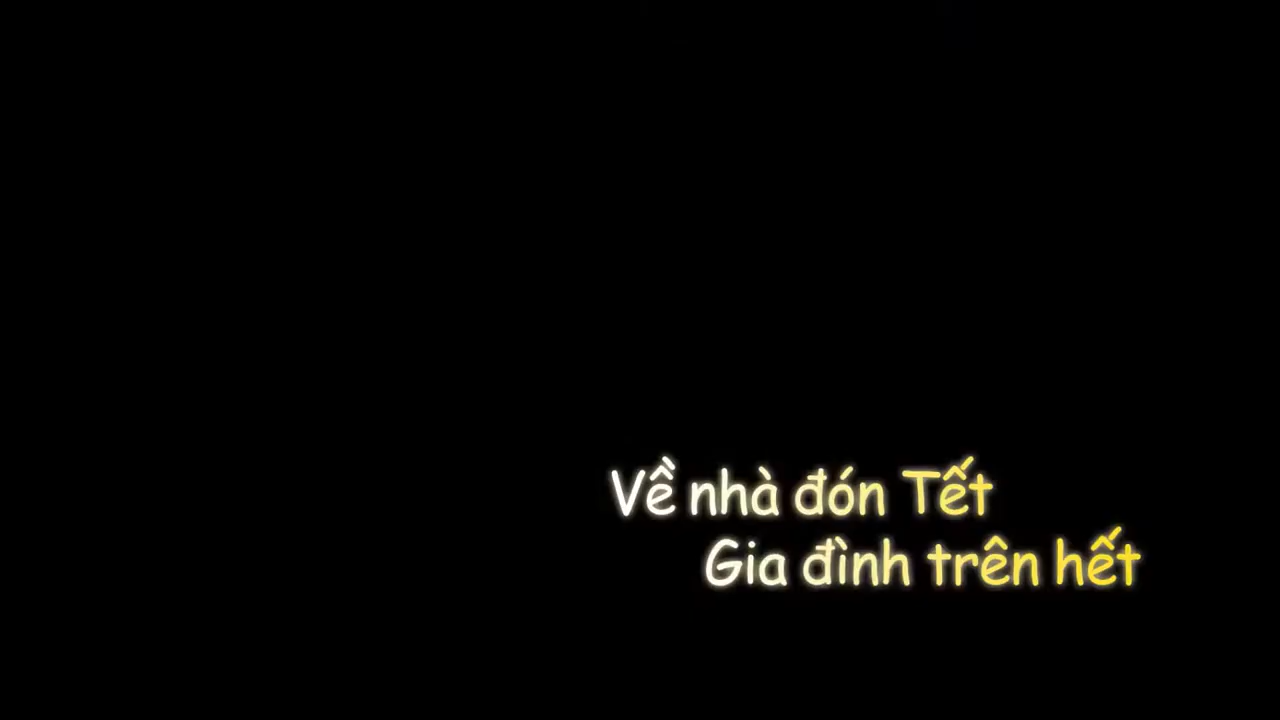 Về nhà đón Tết
Gia đình trên hết